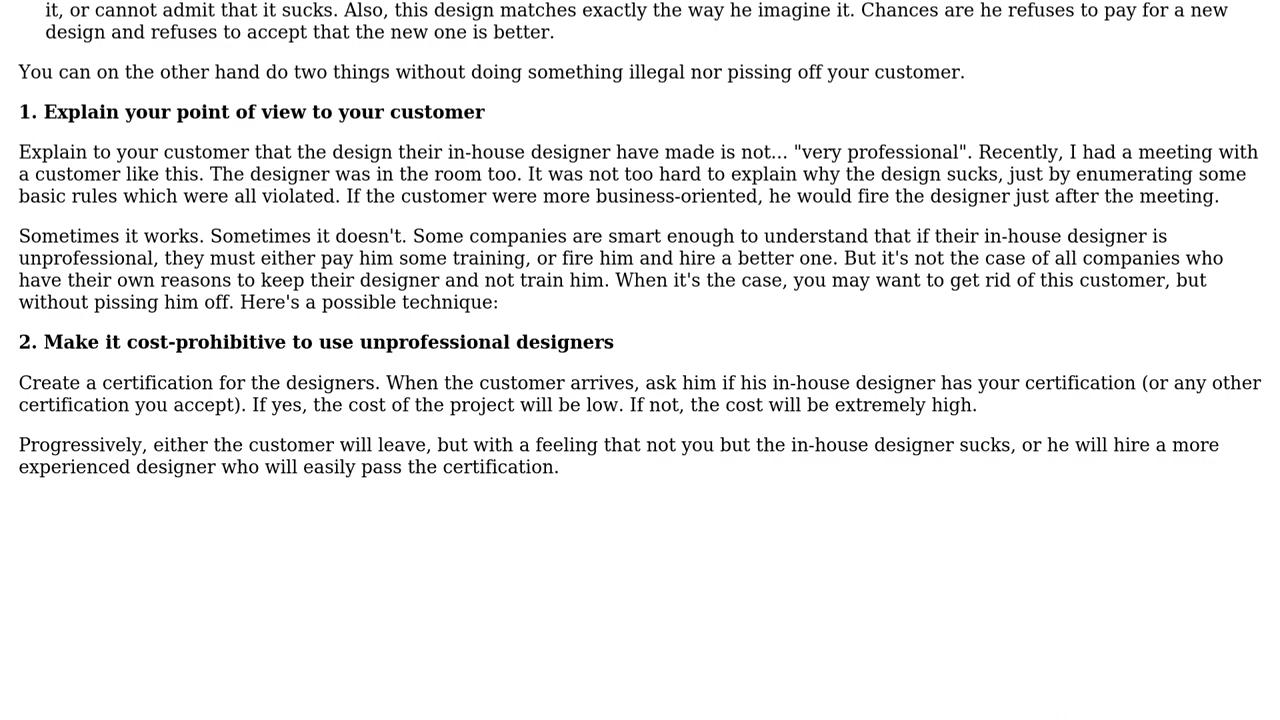 it, or cannot admit that it sucks. Also, this design matches exactly the way he imagine it. Chances are he refuses to pay for a new
design and refuses to accept that the new one is better.
You can on the other hand do two things without doing something illegal nor pissing off your customer.
1. Explain your point of view to your customer
Explain to your customer that the design their in-house designer have made is not... "very professional". Recently, I had a meeting with
a customer like this. The designer was in the room too. It was not too hard to explain why the design sucks, just by enumerating some
basic rules which were all violated. If the customer were more business-oriented, he would fire the designer just after the meeting.
Sometimes it works. Sometimes it doesn't. Some companies are smart enough to understand that if their in-house designer is
unprofessional, they must either pay him some training, or fire him and hire a better one. But it's not the case of all companies who
have their own reasons to keep their designer and not train him. When it's the case, you may want to get rid of this customer, but
without pissing him off. Here's a possible technique:
2. Make it cost-prohibitive to use unprofessional designers
Create a certification for the designers. When the customer arrives, ask him if his in-house designer has your certification (or any other
certification you accept). If yes, the cost of the project will be low. If not, the cost will be extremely high.
Progressively, either the customer will leave, but with a feeling that not you but the in-house designer sucks, or he will hire a more
experienced designer who will easily pass the certification.